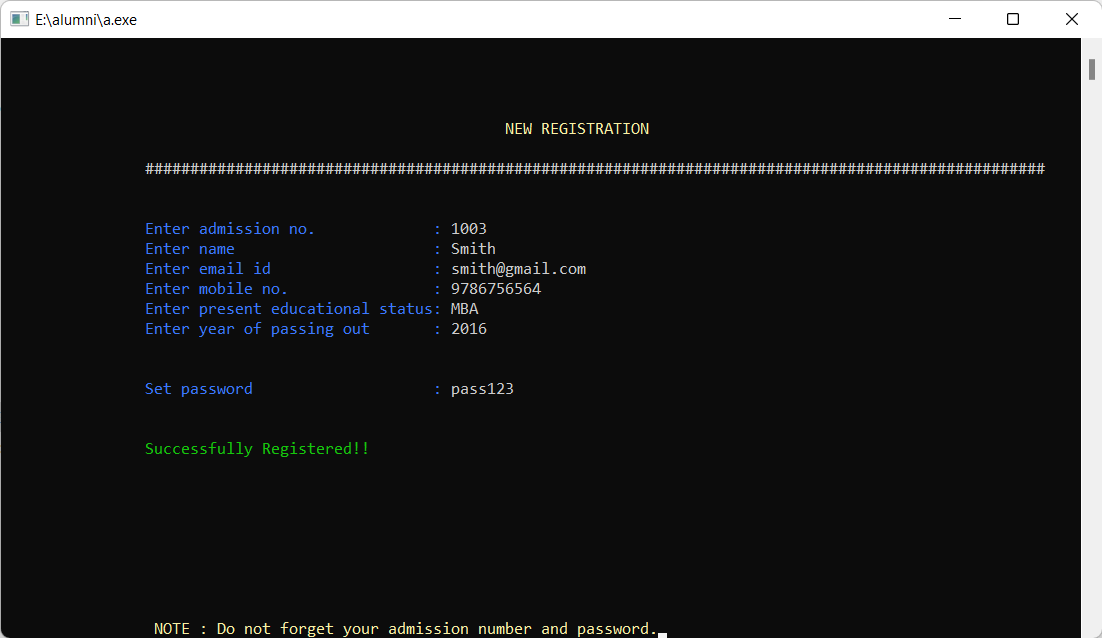 E:\alumni\a.exe
NEW REGISTRATION
####################################################################################################
Enter admission no. : 1003
Enter name : Smith
Enter email id : smith@gmail.com
Enter mobile no. : 9786756564
Enter present educational status: MBA
Enter year of passing out : 2016
Set password : pass123
Successfully Registered!!
NOTE : Do not forget your admission number and password.